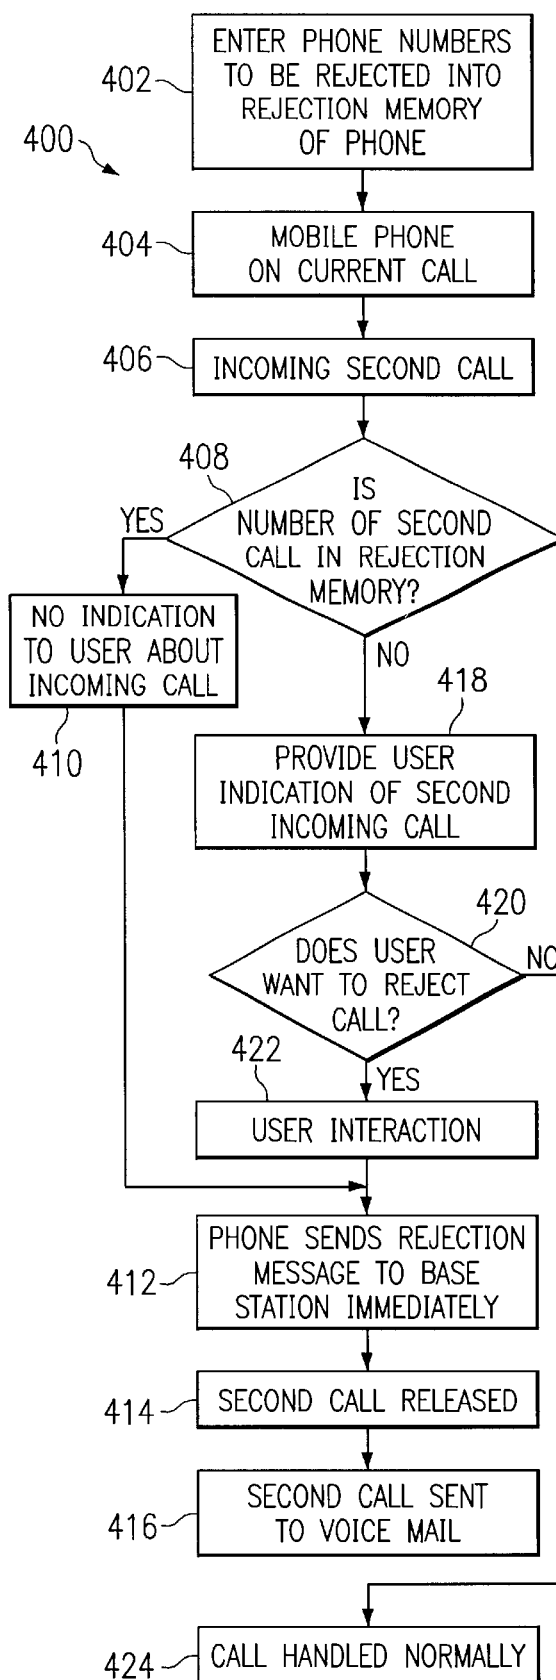 ENTER PHONE NUMBERS
TO BE REJECTED INTO
REJECTION MEMORY
OF PHONE
402
400
MOBILE PHONE
ON CURRENT CALL
404
406
INCOMING SECOND CALL
408
IS
NUMBER OF SECOND
CALL IN REJECTION
MEMORY?
YES
NO
NO INDICATION
TO USER ABOUT
INCOMING CALL
410
418
PROVIDE USER
INDICATION OF SECOND
INCOMING CALL
420
DOES USER
WANT TO REJECT
CALL?
NO
YES
422
USER INTERACTION
PHONE SENDS REJECTION
MESSAGE TO BASE
STATION IMMEDIATELY
412
SECOND CALL RELEASED
414
SECOND CALL SENT
TO VOICE MAIL
416
CALL HANDLED NORMALLY
424